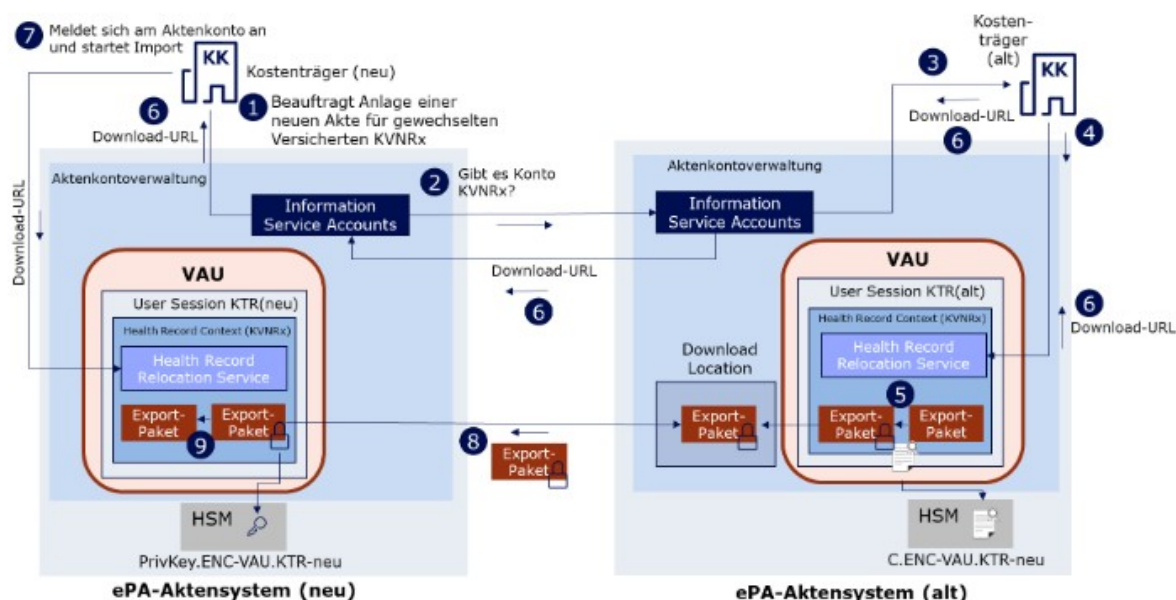 7 Meldet sich am Aktenkonto an
und startet Import
KK
Kostenträger (neu)
6
Download-URL
1 Beauftragt Anlage einer
neuen Akte für gewechselten
Versicherten KVNRx
Kosten-
träger
(alt)
KK
3
Download-URL
6
4
Aktenkontoverwaltung
2 Gibt es Konto
KVNRx?
Information
Service Accounts
Information
Service Accounts
Download-URL
Download-URL
6
VAU
User Session KTR(neu)
Health Record Context (KVNRx)
Health Record
Relocation Service
Export-
Paket
Export-
Paket
9
HSM
PrivKey.ENC-VAU.KTR-neu
ePA-Aktensystem (neu)
8
Export-
Paket
Download
Location
Export-
Paket
VAU
User Session KTR(alt)
Health Record Context (KVNRx)
Health Record
Relocation Service
5
Export-
Paket
Export-
Paket
6
Download-URL
HSM
C.ENC-VAU.KTR-neu
ePA-Aktensystem (alt)